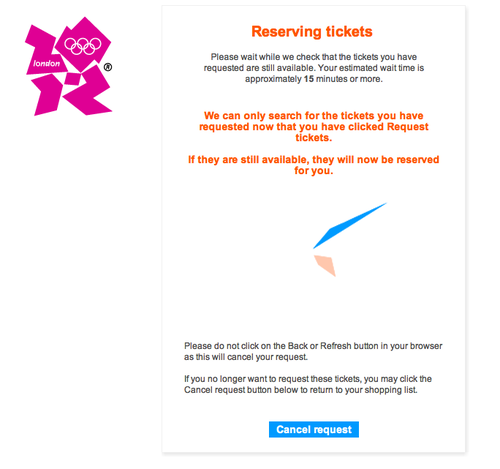 london
®
Reserving tickets
Please wait while we check that the tickets you have
requested are still available. Your estimated wait time is
approximately 15 minutes or more.
We can only search for the tickets you have
requested now that you have clicked Request
tickets.
If they are still available, they will now be reserved
for you.
Please do not click on the Back or Refresh button in your browser
as this will cancel your request.
If you no longer want to request these tickets, you may click the
Cancel request button below to return to your shopping list.
Cancel request